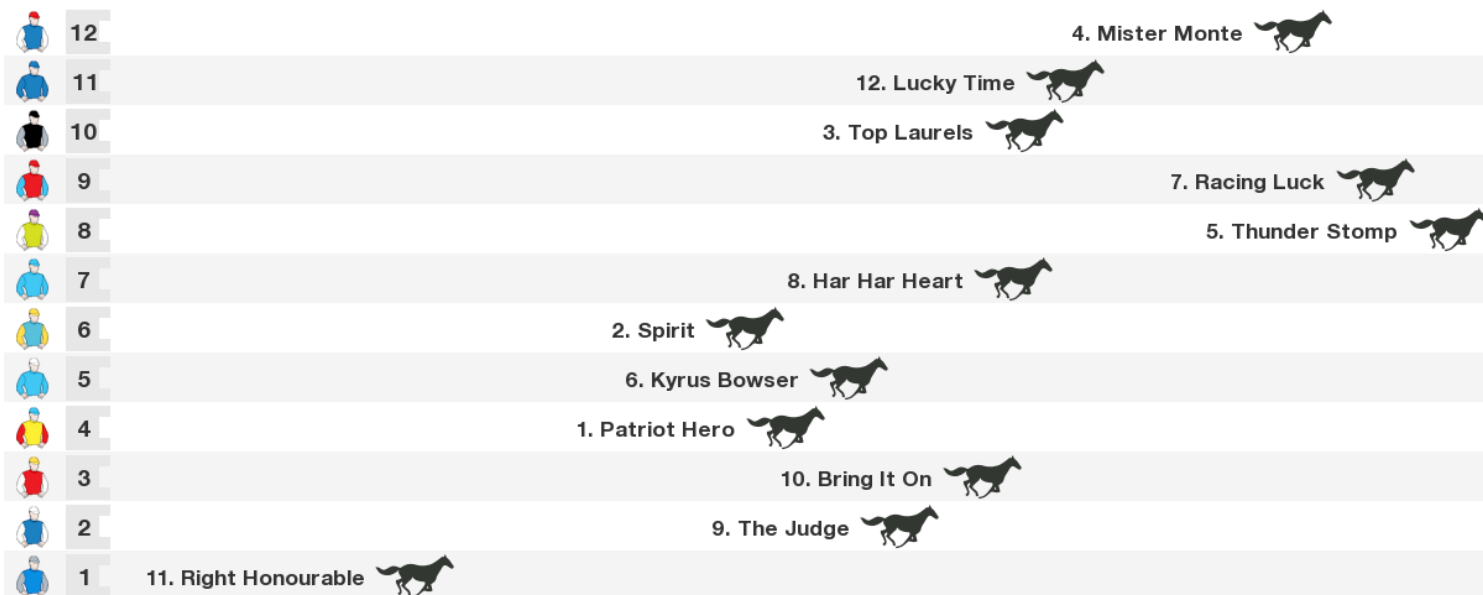 12 4. Mister Monte
11 12. Lucky Time
10 3. Top Laurels
9 7. Racing Luck
8 5. Thunder Stomp
7 8. Har Har Heart
6 2. Spirit
5 6. Kyrus Bowser
4 1. Patriot Hero
3 10. Bring It On
2 9. The Judge
1 11. Right Honourable